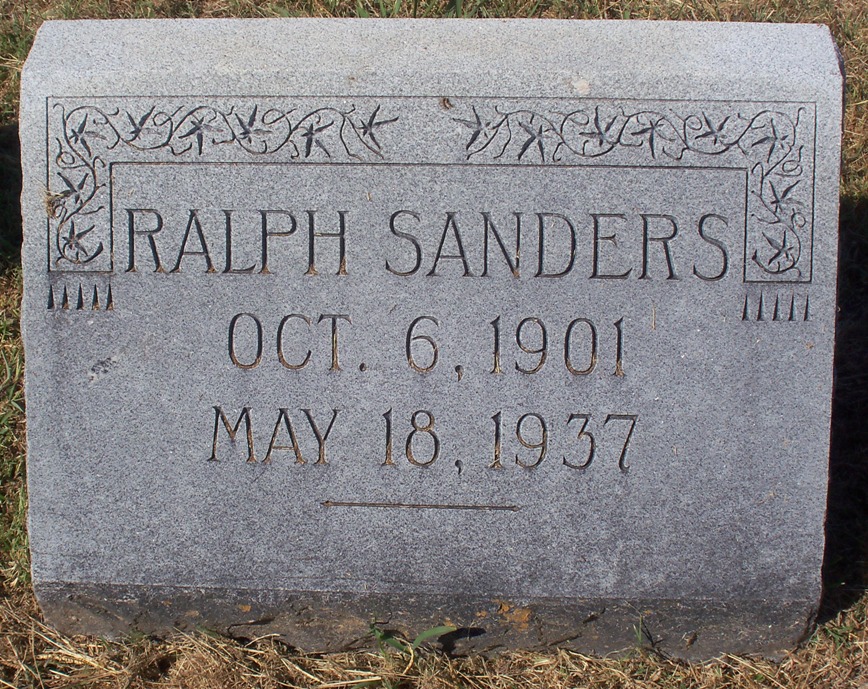 RALPH SANDERS
OCT. 6, 1901
MAY 18, 1937